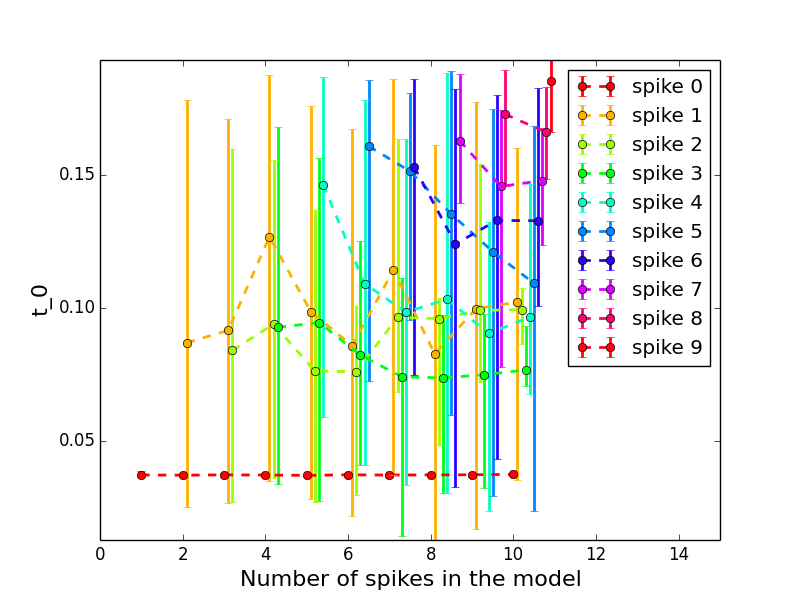 t_0
0.15
0.10
0.05
0
2
4
6
8
10
12
14
Number of spikes in the model
spike 0
spike 1
spike 2
spike 3
spike 4
spike 5
spike 6
spike 7
spike 8
spike 9